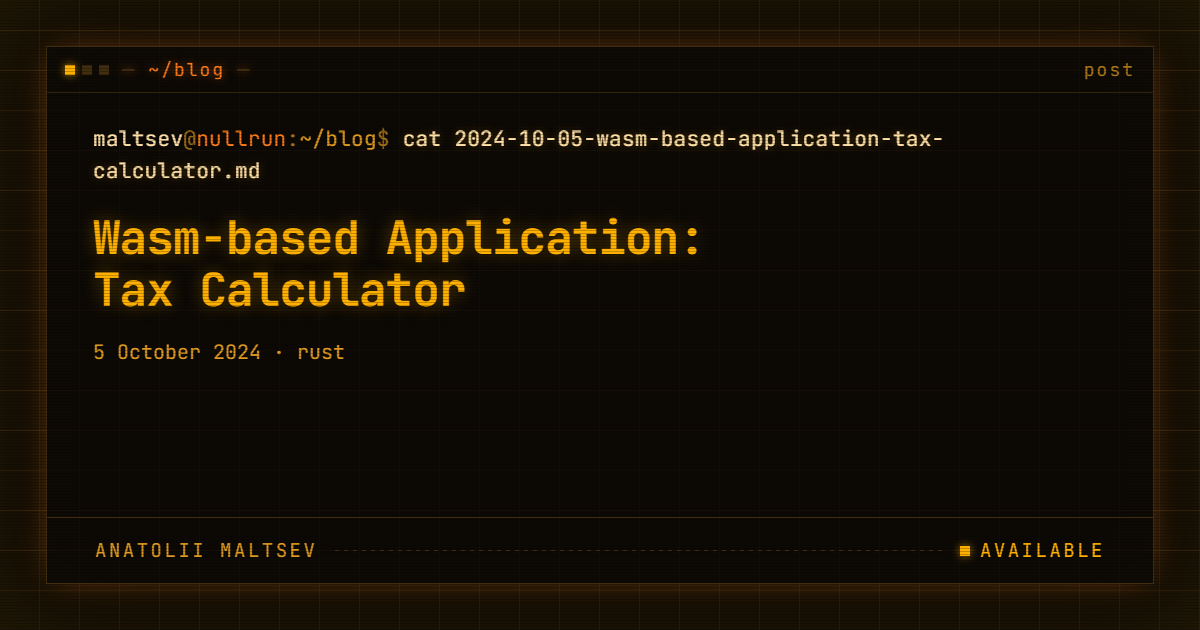 — ~/blog —
post
maltsev@nullrun:~/blog$ cat 2024-10-05-wasm-based-application-tax-
calculator.md
Wasm-based Application:
Tax Calculator
5 October 2024 · rust
ANATOLII MALTSEV
AVAILABLE